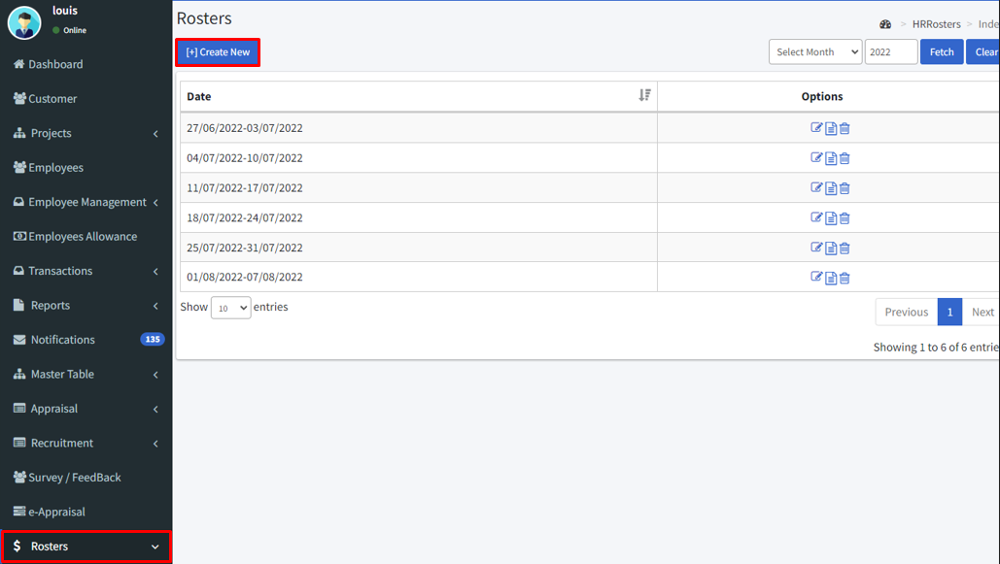 louis
Online
Dashboard
Customer
Projects
Employees
Employee Management
Employees Allowance
Transactions
Reports
Notifications 135
Master Table
Appraisal
Recruitment
Survey / FeedBack
e-Appraisal
Rosters
Rosters
> HRRosters > Inde
[+] Create New
Select Month 2022 Fetch Clear
Date Options
27/06/2022-03/07/2022
04/07/2022-10/07/2022
11/07/2022-17/07/2022
18/07/2022-24/07/2022
25/07/2022-31/07/2022
01/08/2022-07/08/2022
Show 10 entries
Previous 1 Next
Showing 1 to 6 of 6 entrie